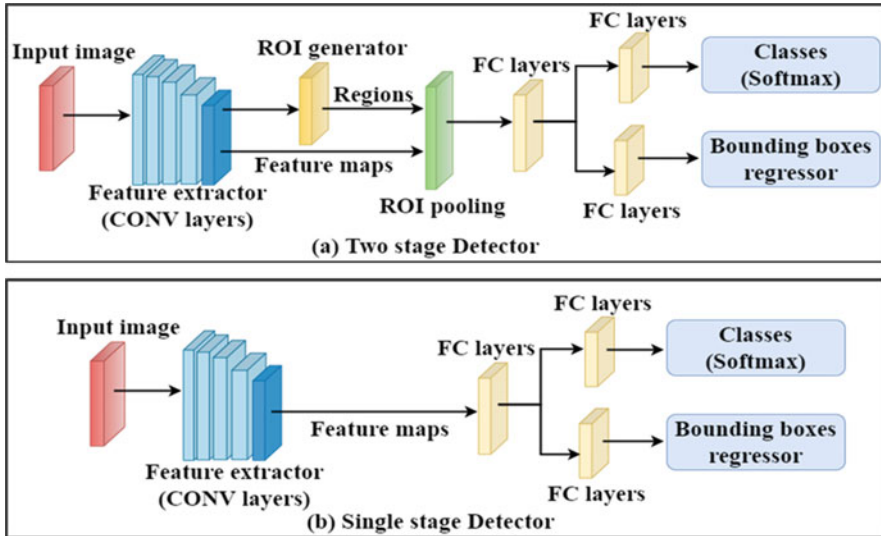 Input image
ROI generator
Regions
Feature maps
Feature extractor
(CONV layers)
ROI pooling
FC layers
FC layers
FC layers
Classes
(Softmax)
Bounding boxes
regressor
(a) Two stage Detector
Input image
Feature extractor
(CONV layers)
Feature maps
FC layers
FC layers
FC layers
Classes
(Softmax)
Bounding boxes
regressor
(b) Single stage Detector